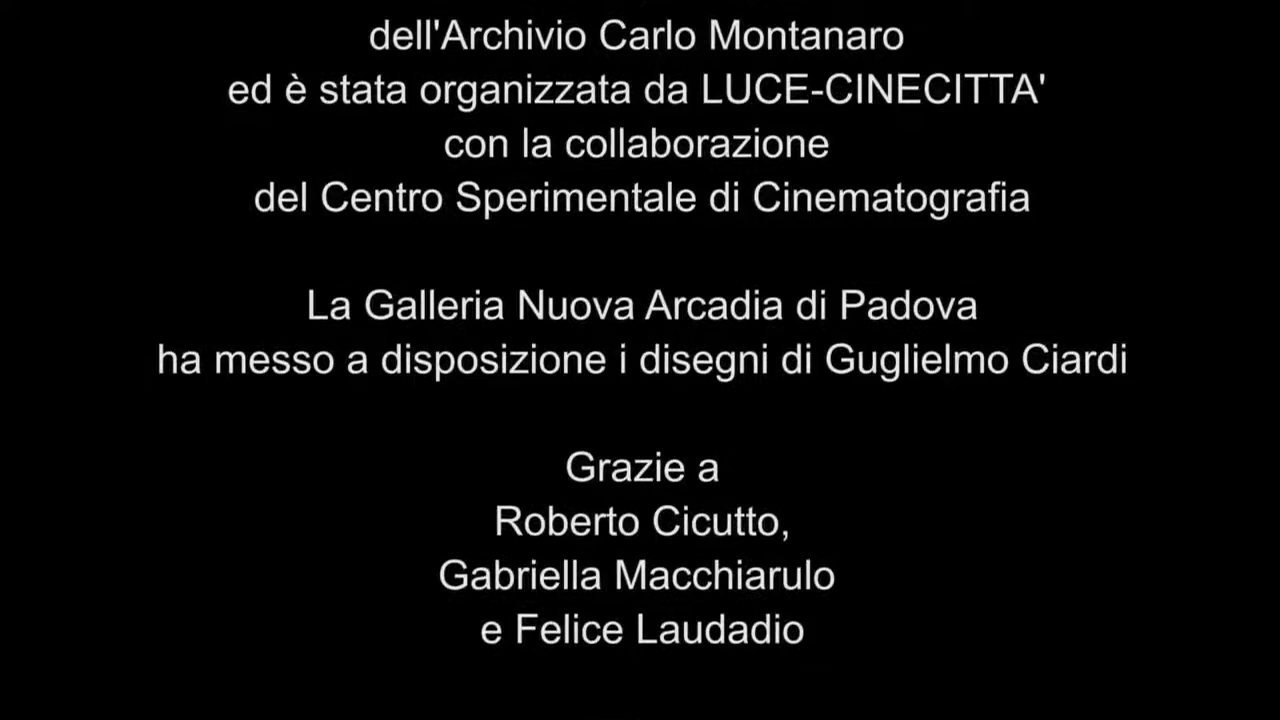 dell'Archivio Carlo Montanaro
ed è stata organizzata da LUCE-CINECITTA'
con la collaborazione
del Centro Sperimentale di Cinematografia
La Galleria Nuova Arcadia di Padova
ha messo a disposizione i disegni di Guglielmo Ciardi
Grazie a
Roberto Cicutto,
Gabriella Macchiarulo
e Felice Laudadio